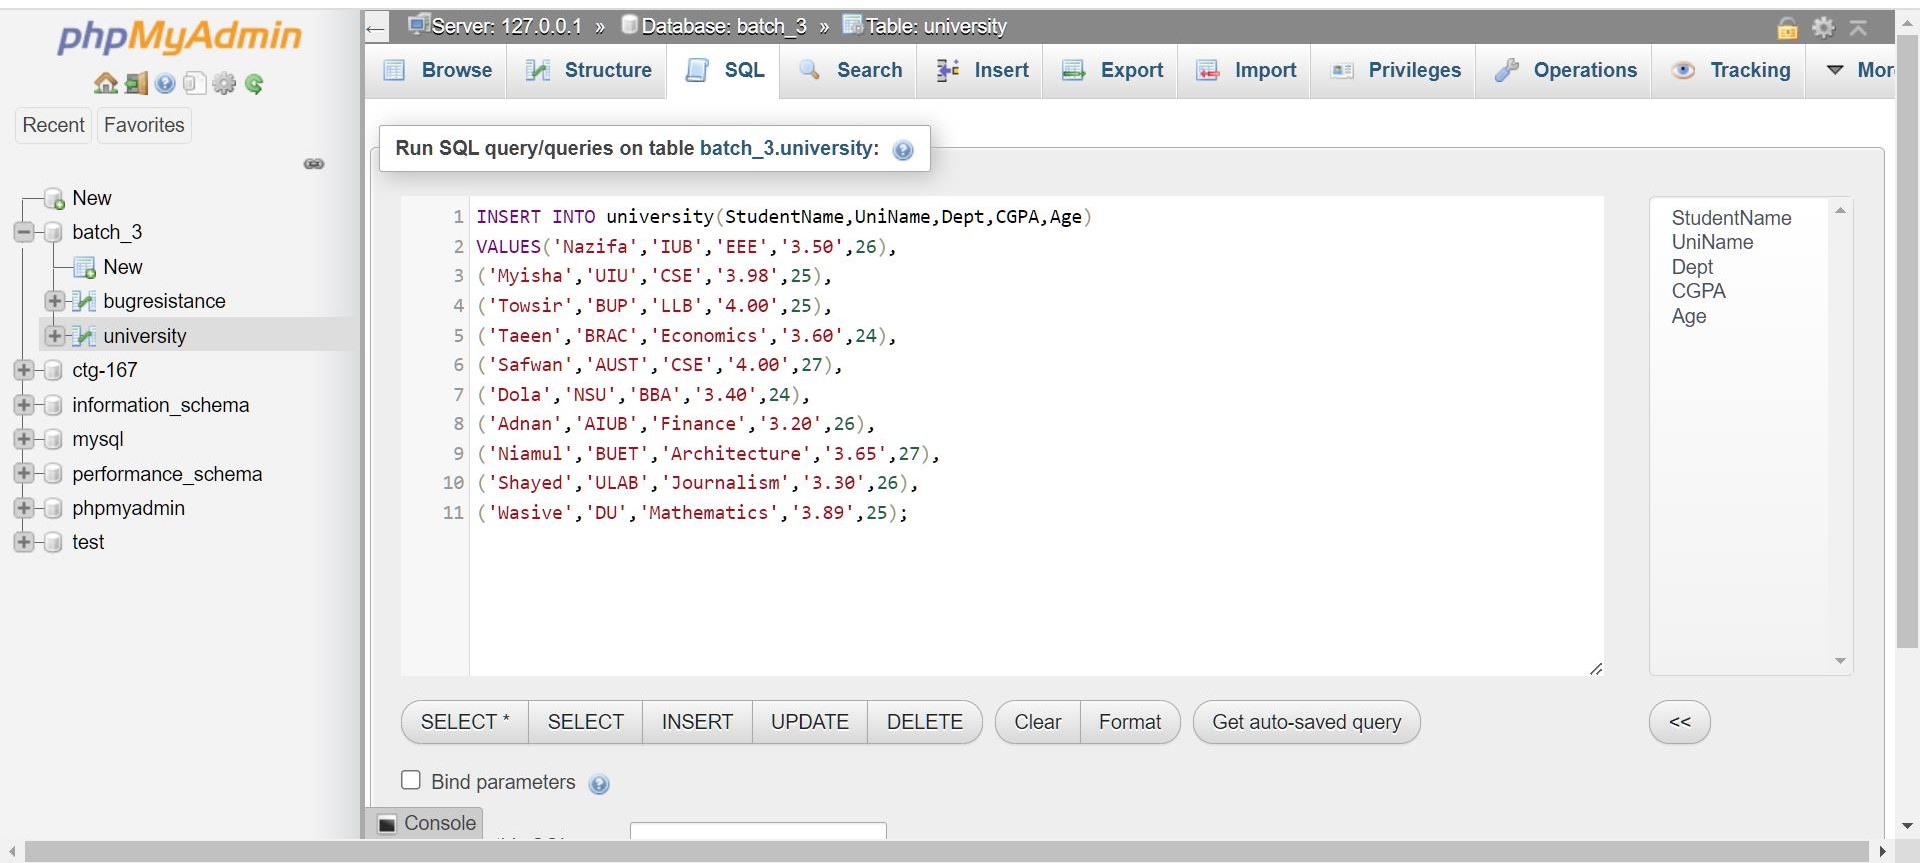 phpMyAdmin
Recent Favorites
New
batch_3
New
bugresistance
university
ctg-167
information_schema
mysql
performance_schema
phpmyadmin
test
Server: 127.0.0.1 » Database: batch_3 » Table: university
Browse Structure SQL Search Insert Export Import Privileges Operations Tracking Mor
Run SQL query/queries on table batch_3.university:
1 INSERT INTO university(StudentName,UniName,Dept,CGPA,Age)
2 VALUES('Nazifa','IUB','EEE','3.50',26),
3 ('Myisha','UIU','CSE','3.98',25),
4 ('Towsir','BUP','LLB','4.00',25),
5 ('Taeen','BRAC','Economics','3.60',24),
6 ('Safwan','AUST','CSE','4.00',27),
7 ('Dola','NSU','BBA','3.40',24),
8 ('Adnan','AIUB','Finance','3.20',26),
9 ('Niamul','BUET','Architecture','3.65',27),
10 ('Shayed','ULAB','Journalism','3.30',26),
11 ('Wasive','DU','Mathematics','3.89',25);
StudentName
UniName
Dept
CGPA
Age
SELECT * SELECT INSERT UPDATE DELETE Clear Format Get auto-saved query <<
Bind parameters
Console